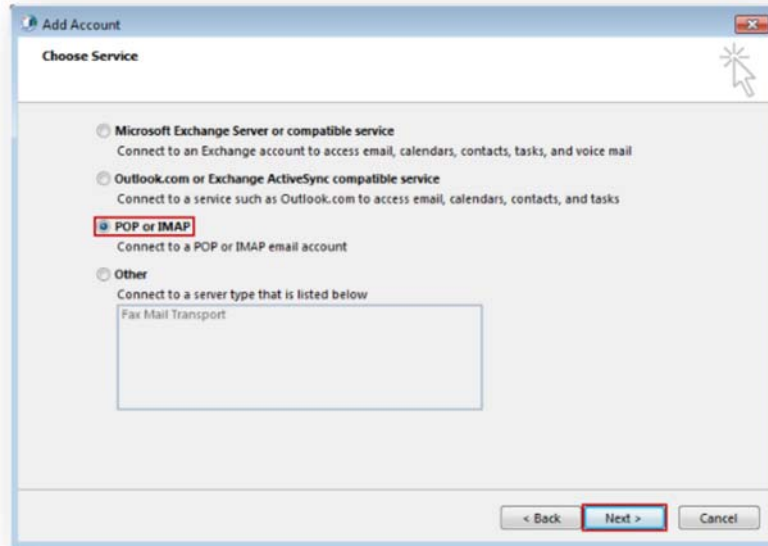 Add Account
Choose Service
Microsoft Exchange Server or compatible service
Connect to an Exchange account to access email, calendars, contacts, tasks, and voice mail
Outlook.com or Exchange ActiveSync compatible service
Connect to a service such as Outlook.com to access email, calendars, contacts, and tasks
POP or IMAP
Connect to a POP or IMAP email account
Other
Connect to a server type that is listed below
Fax Mail Transport
< Back Next > Cancel